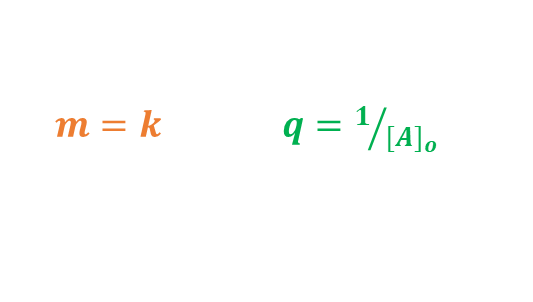 m = k q = 1/[A]o